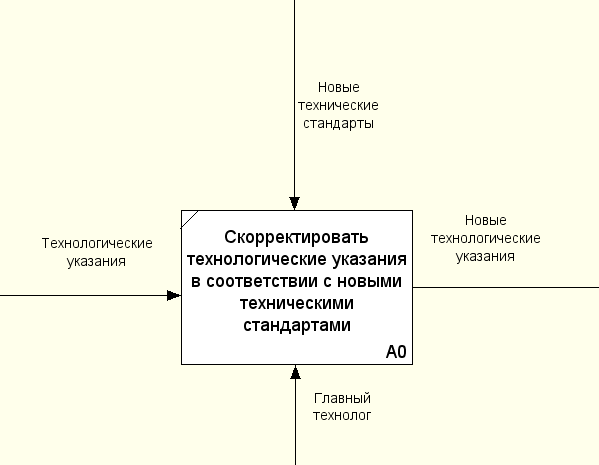 Новые
технические
стандарты
Технологические
указания
Скорректировать
технологические указания
в соответствии с новыми
техническими
стандартами
A0
Новые
технологические
указания
Главный
технолог